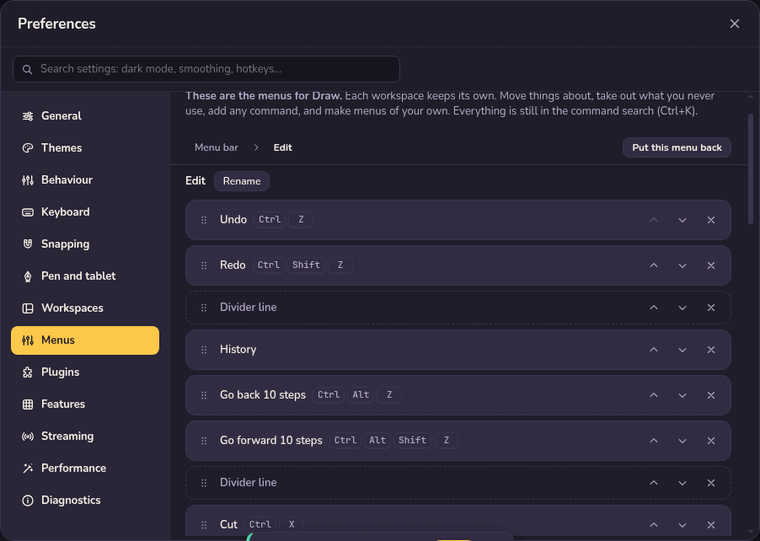 Preferences
Search settings: dark mode, smoothing, hotkeys...
General
Themes
Behaviour
Keyboard
Snapping
Pen and tablet
Workspaces
Menus
Plugins
Features
Streaming
Performance
Diagnostics
These are the menus for Draw. Each workspace keeps its own. Move things about, take out what you never
use, add any command, and make menus of your own. Everything is still in the command search (Ctrl+K).
Menu bar > Edit Put this menu back
Edit Rename
Undo Ctrl Z
Redo Ctrl Shift Z
Divider line
History
Go back 10 steps Ctrl Alt Z
Go forward 10 steps Ctrl Alt Shift Z
Divider line
Cut Ctrl X